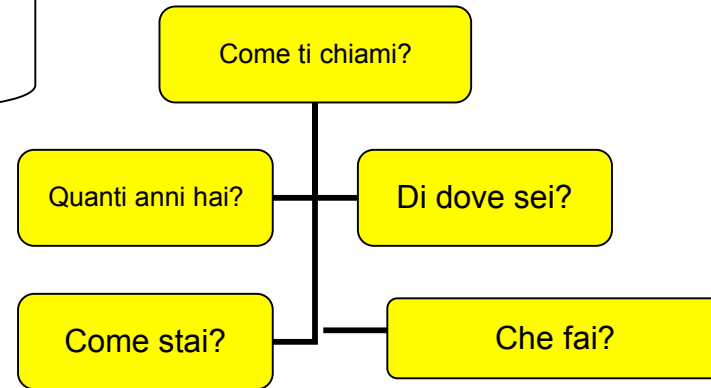 Come ti chiami?
Quanti anni hai?
Di dove sei?
Come stai?
Che fai?